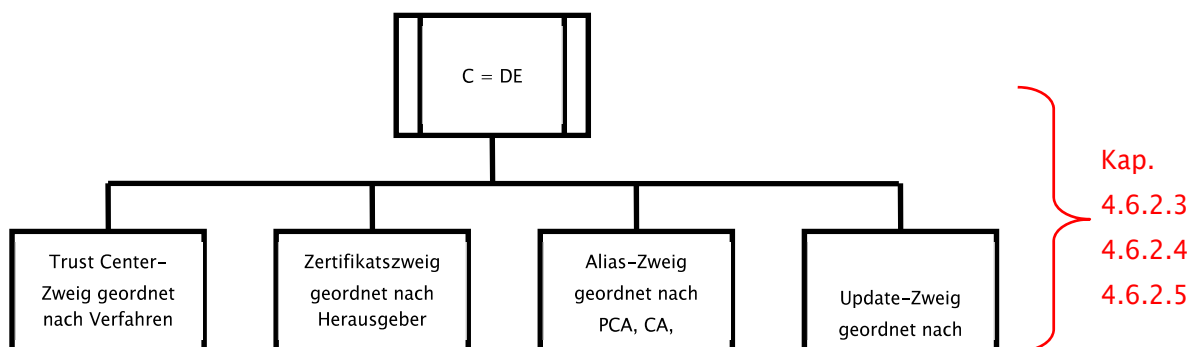 C = DE
Trust Center-
Zweig geordnet
nach Verfahren
Zertifikatszweig
geordnet nach
Herausgeber
Alias-Zweig
geordnet nach
PCA, CA,
Update-Zweig
geordnet nach
Kap.
4.6.2.3
4.6.2.4
4.6.2.5